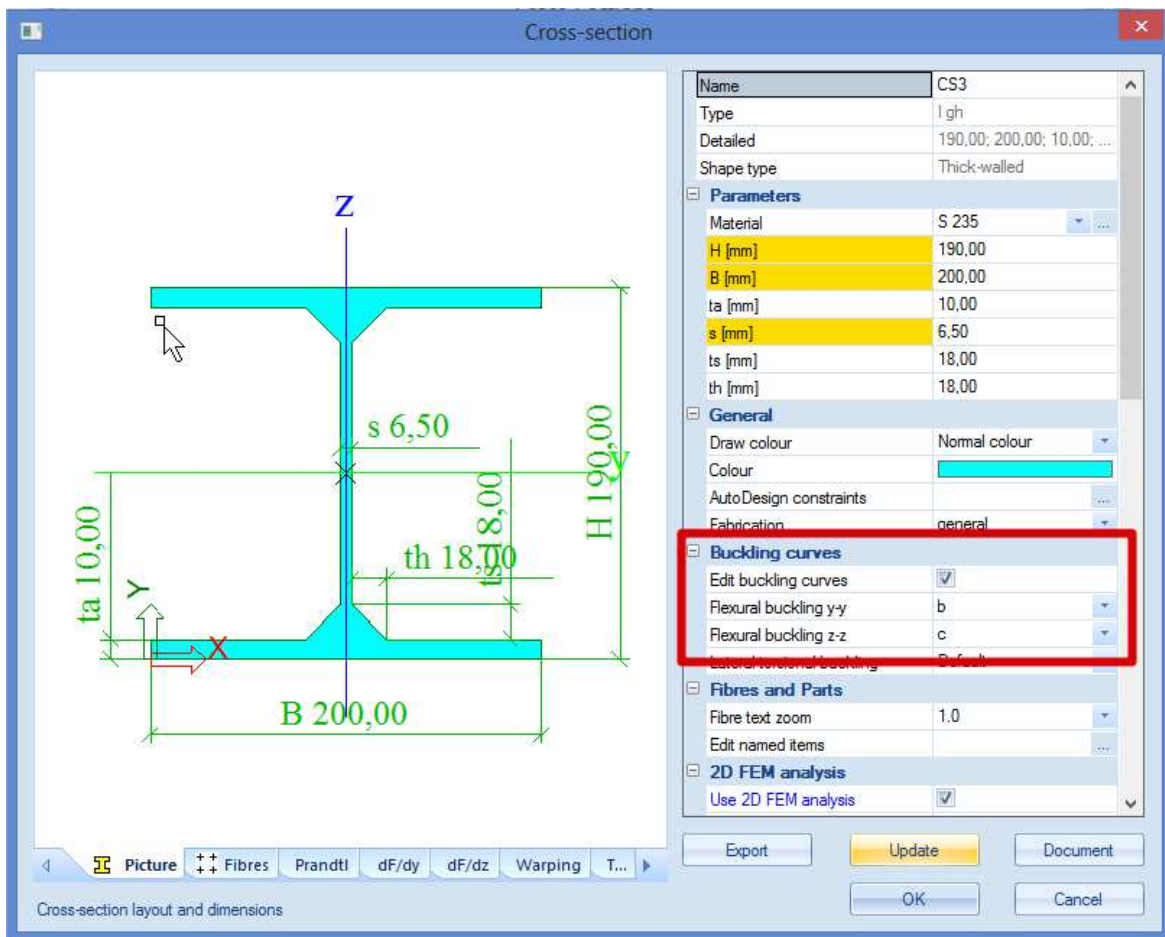 Cross-section
Name CS3
Type I gh
Detailed 190,00; 200,00; 10,00; ...
Shape type Thick-walled
Parameters
Material S 235 ...
H [mm] 190,00
B [mm] 200,00
ta [mm] 10,00
s [mm] 6,50
ts [mm] 18,00
th [mm] 18,00
General
Draw colour Normal colour
Colour
AutoDesign constraints ...
Fabrication general
Buckling curves
Edit buckling curves
Flexural buckling y-y b
Flexural buckling z-z c
Lateral torsional buckling Default
Fibres and Parts
Fibre text zoom 1.0
Edit named items ...
2D FEM analysis
Use 2D FEM analysis
z
s 6,50
y
H 190,00
ts 18,00
th 18,00
ta 10,00
Y
X
B 200,00
Picture Fibres Prandtl dF/dy dF/dz Warping T...
Export Update Document
OK Cancel
Cross-section layout and dimensions